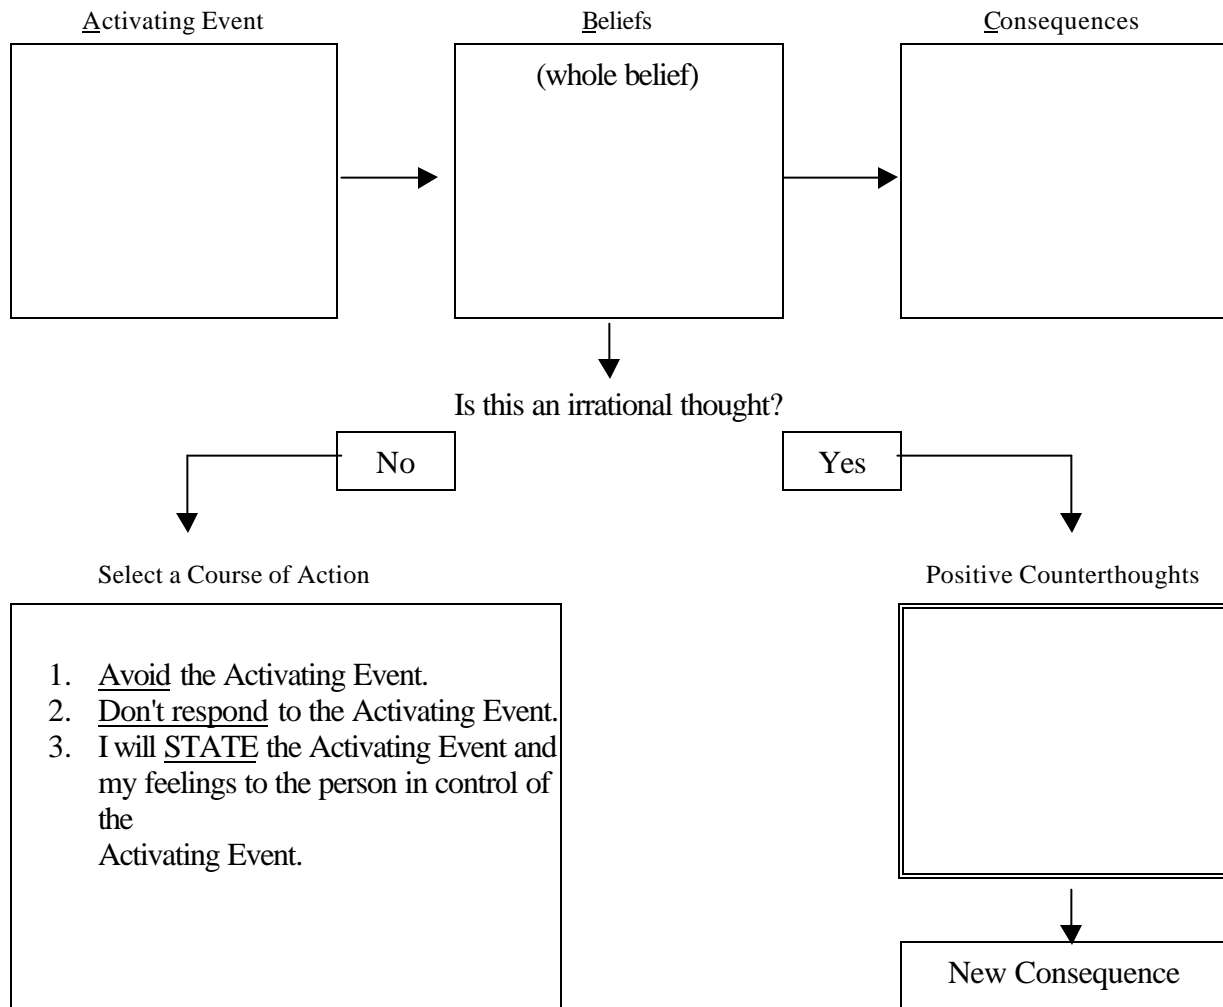 Activating Event
Beliefs
Consequences
(whole belief)
Is this an irrational thought?
No
Yes
Select a Course of Action
Positive Counterthoughts
1. Avoid the Activating Event.
2. Don't respond to the Activating Event.
3. I will STATE the Activating Event and
my feelings to the person in control of
the
Activating Event.
New Consequence